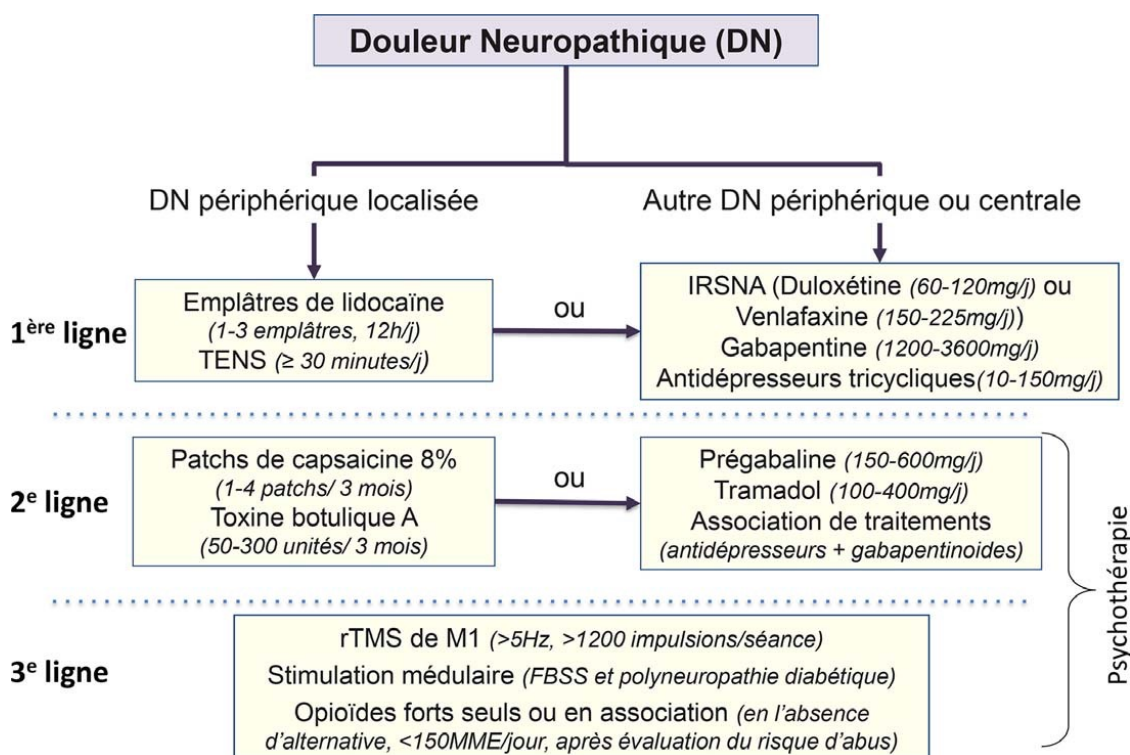 Douleur Neuropathique (DN)
DN périphérique localisée
Autre DN périphérique ou centrale
1ère ligne
Emplâtres de lidocaïne
(1-3 emplâtres, 12h/j)
TENS (≥ 30 minutes/j)
ou
IRSNA (Duloxétine (60-120mg/j) ou
Venlafaxine (150-225mg/j))
Gabapentine (1200-3600mg/j)
Antidépresseurs tricycliques(10-150mg/j)
2e ligne
Patchs de capsaicine 8%
(1-4 patchs/ 3 mois)
Toxine botulique A
(50-300 unités/ 3 mois)
ou
Prégabaline (150-600mg/j)
Tramadol (100-400mg/j)
Association de traitements
(antidépresseurs + gabapentinoides)
3e ligne
rTMS de M1 (>5Hz, >1200 impulsions/séance)
Stimulation médulaire (FBSS et polyneuropathie diabétique)
Opioïdes forts seuls ou en association (en l’absence
d’alternative, <150MME/jour, après évaluation du risque d’abus)
Psychothérapie